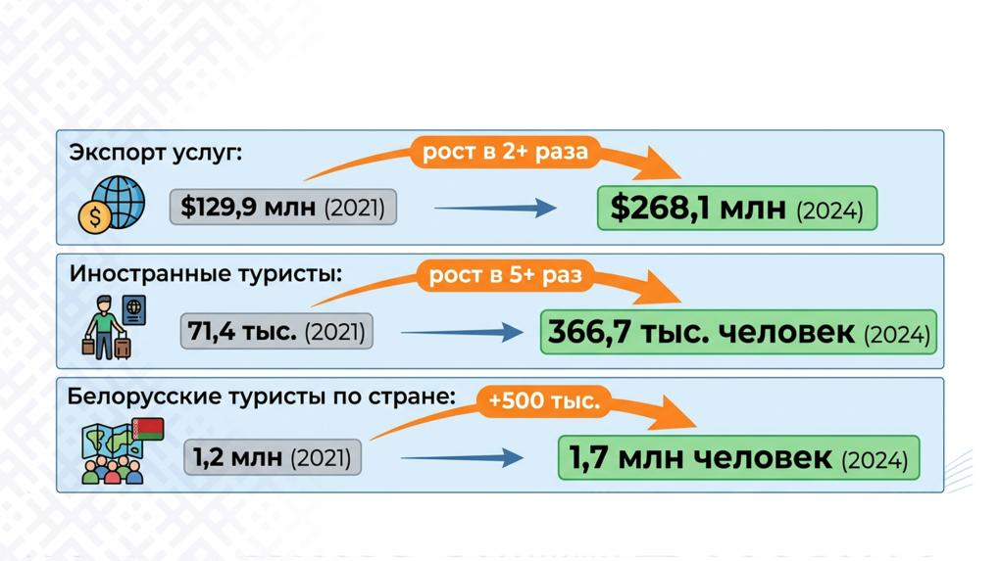 Экспорт услуг:
рост в 2+ раза
$
$129,9 млн (2021)
$268,1 млн (2024)
Иностранные туристы:
рост в 5+ раз
71,4 тыс. (2021)
366,7 тыс. человек (2024)
Белорусские туристы по стране:
+500 тыс.
1,2 млн (2021)
1,7 млн человек (2024)